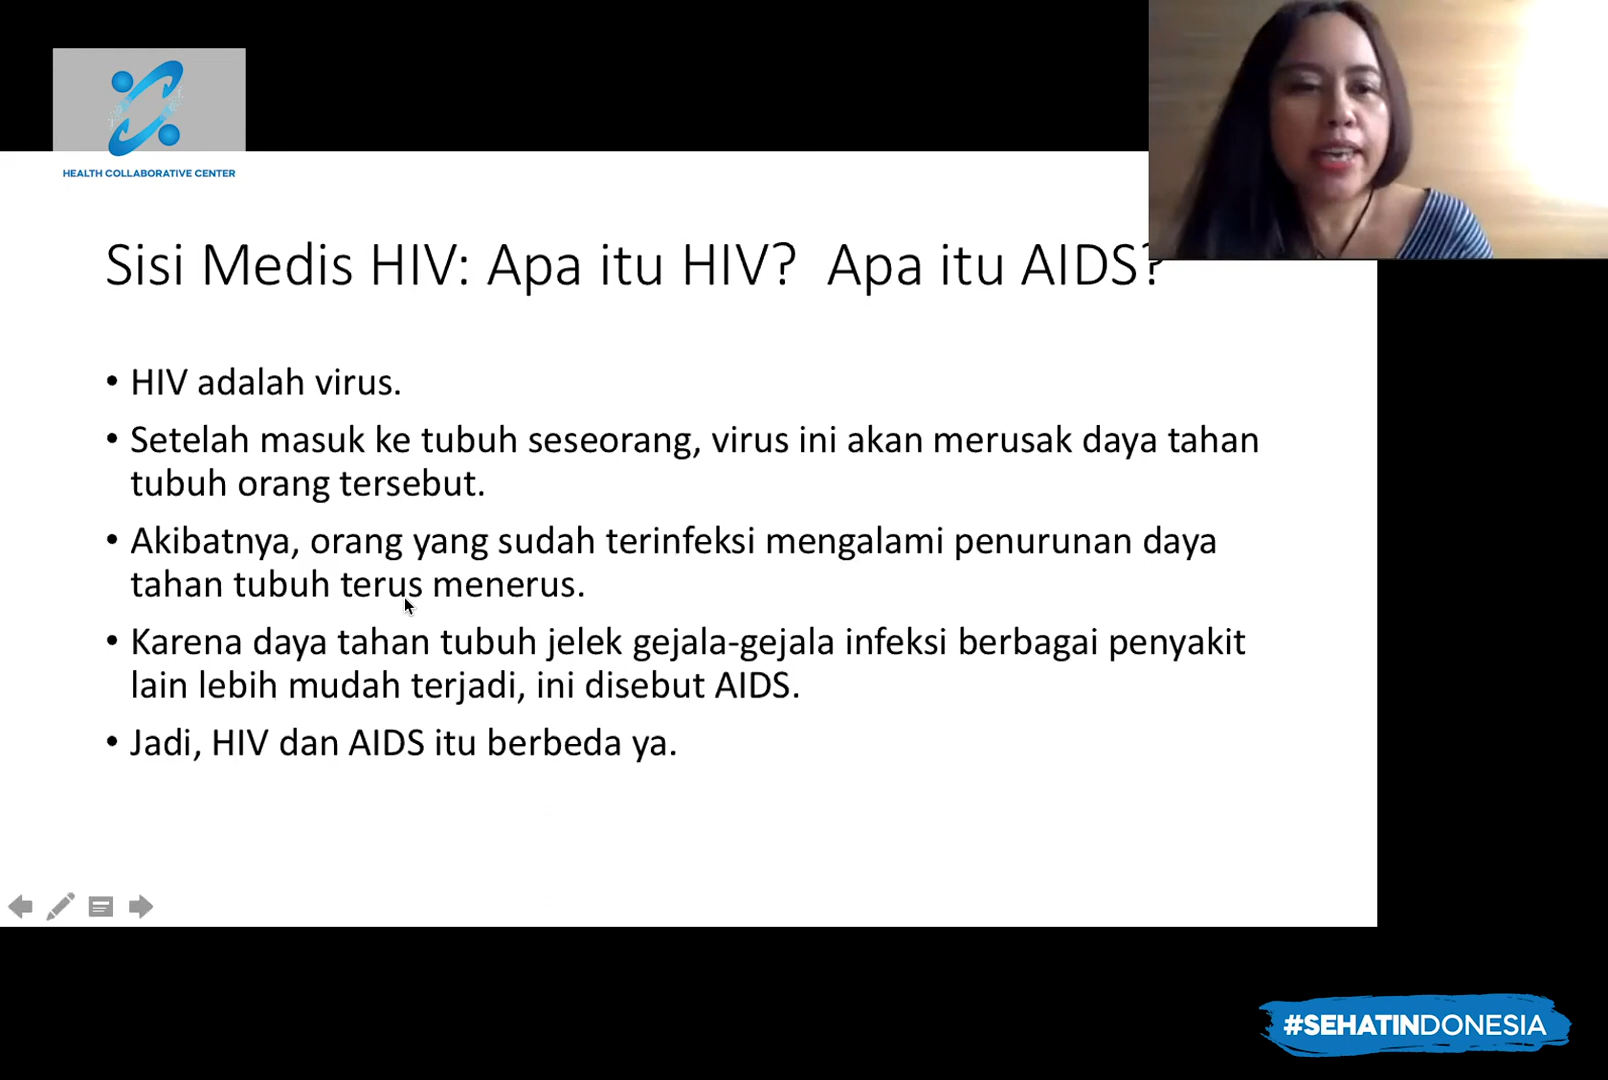 HEALTH COLLABORATIVE CENTER
Sisi Medis HIV: Apa itu HIV?  Apa itu AIDS?
• HIV adalah virus.
• Setelah masuk ke tubuh seseorang, virus ini akan merusak daya tahan
tubuh orang tersebut.
• Akibatnya, orang yang sudah terinfeksi mengalami penurunan daya
tahan tubuh terus menerus.
• Karena daya tahan tubuh jelek gejala-gejala infeksi berbagai penyakit
lain lebih mudah terjadi, ini disebut AIDS.
• Jadi, HIV dan AIDS itu berbeda ya.
#SEHATINDONESIA